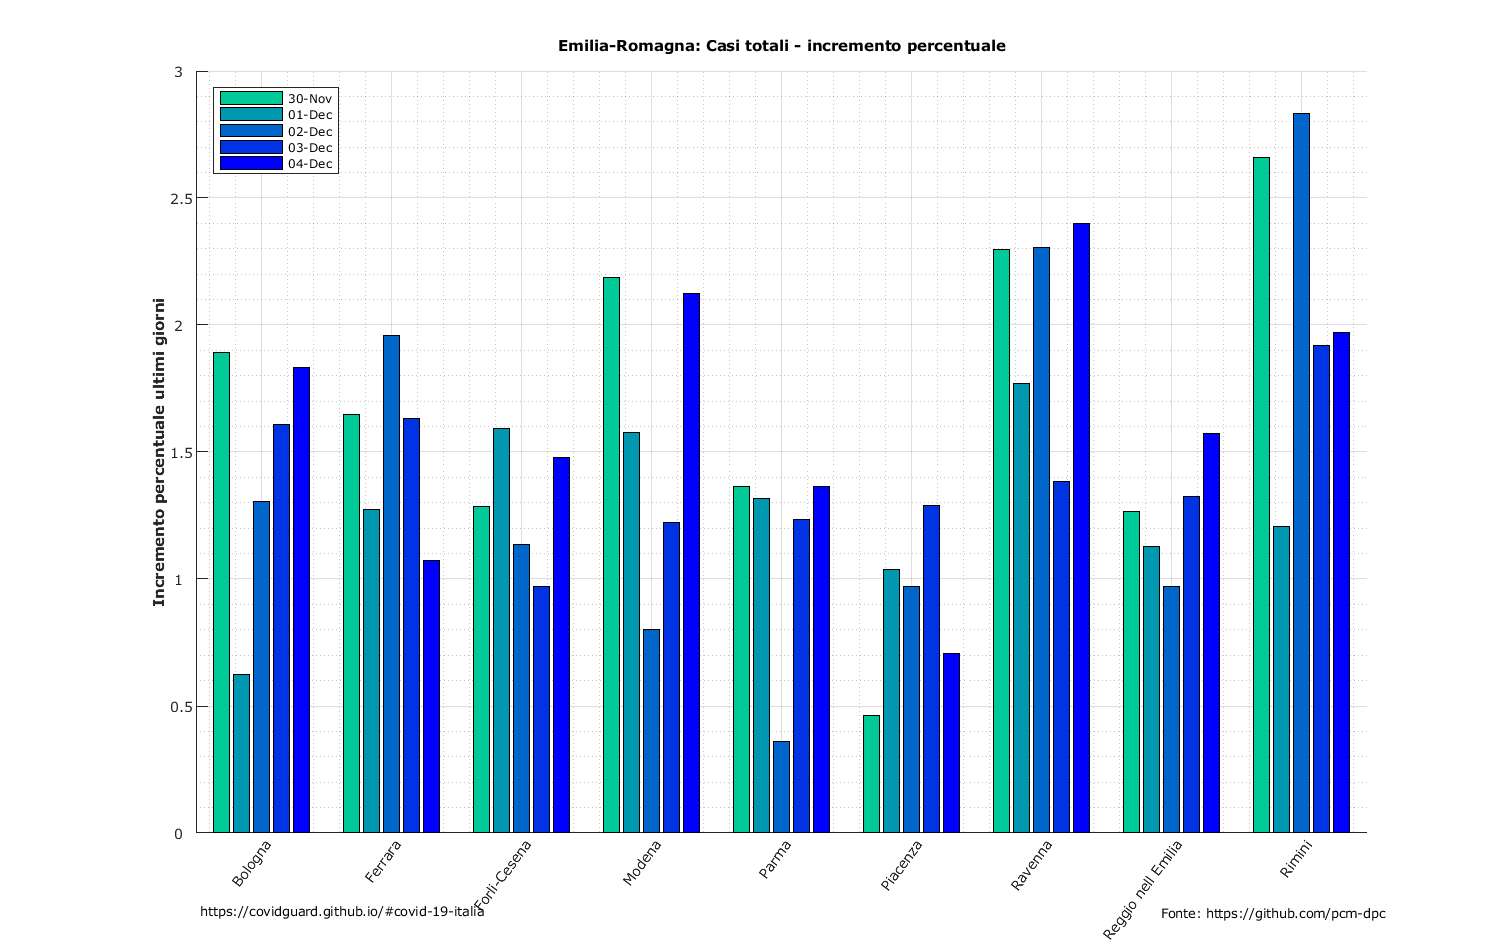 Emilia-Romagna: Casi totali - incremento percentuale
3
2.5
2
1.5
1
0.5
0
Incremento percentuale ultimi giorni
30-Nov
01-Dec
02-Dec
03-Dec
04-Dec
Bologna
Ferrara
Forlì-Cesena
Modena
Parma
Piacenza
Ravenna
Reggio nell Emilia
Rimini
https://covidguard.github.io/#covid-19-italia
Fonte: https://github.com/pcm-dpc